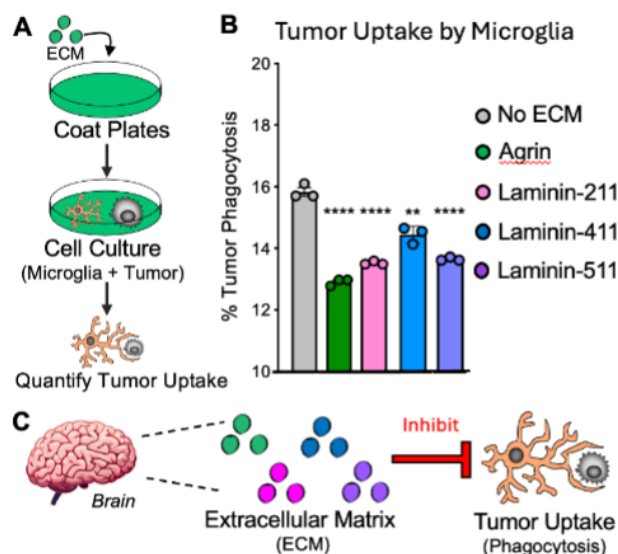 A
ECM
Coat Plates
Cell Culture
(Microglia + Tumor)
Quantify Tumor Uptake
B
Tumor Uptake by Microglia
% Tumor Phagocytosis
20
18
16
14
12
10
**** **** ** ****
No ECM
Agrin
Laminin-211
Laminin-411
Laminin-511
C
Brain
Extracellular Matrix
(ECM)
Inhibit
Tumor Uptake
(Phagocytosis)